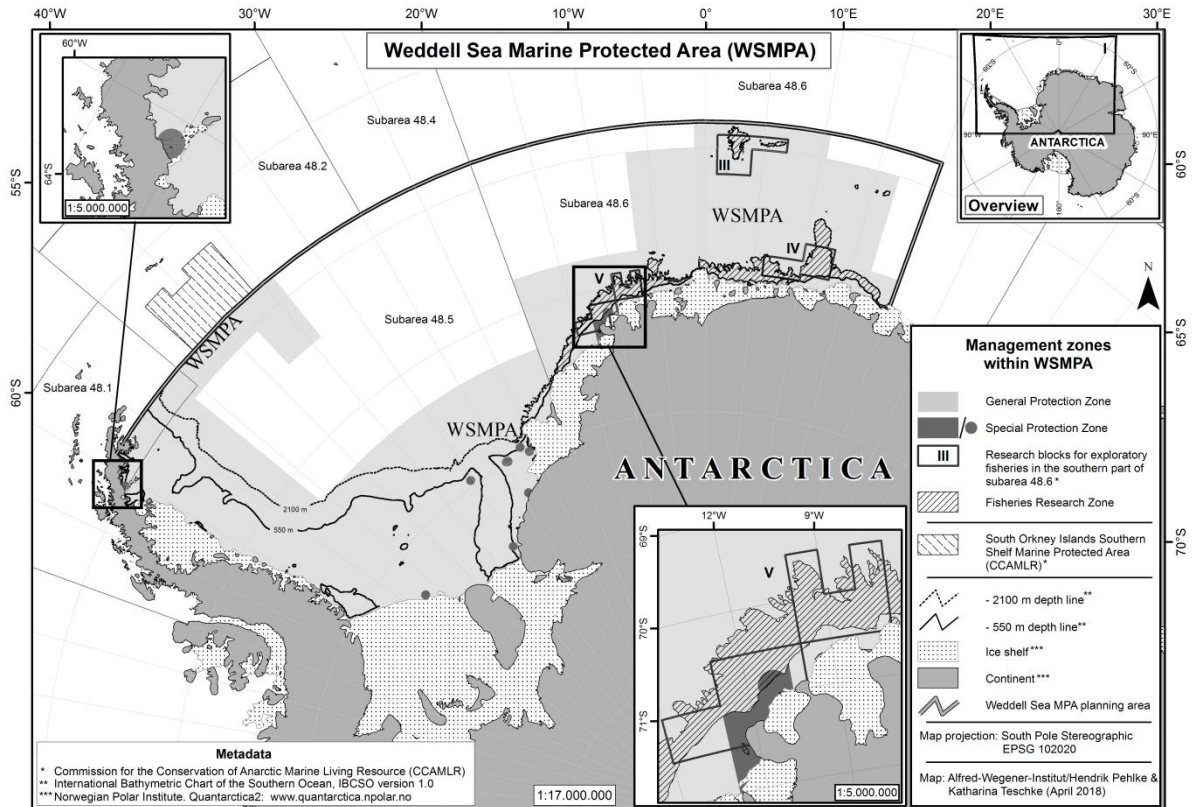 40°W 30°W 20°W 10°W 0° 10°E 20°E 30°E
Weddell Sea Marine Protected Area (WSMPA)
60°W
64°S
1:5.000.000
I
0°
60°S
60°S
90°W
90°E
ANTARCTICA
60°S
60°S
180°
Overview
Subarea 48.6
Subarea 48.4
Subarea 48.2
Subarea 48.6
Subarea 48.5
Subarea 48.1
III
WSMPA
IV
V
WSMPA
WSMPA
55°S
60°S
60°S
65°S
70°S
2100 m
550 m
ANTARCTICA
N
12°W 9°W
69°S
70°S
71°S
V
1:5.000.000
Management zones
within WSMPA
General Protection Zone
/ Special Protection Zone
III
Research blocks for exploratory
fisheries in the southern part of
subarea 48.6 *
Fisheries Research Zone
South Orkney Islands Southern
Shelf Marine Protected Area
(CCAMLR) *
- 2100 m depth line **
- 550 m depth line **
Ice shelf ***
Continent ***
Weddell Sea MPA planning area
Map projection: South Pole Stereographic
EPSG 102020
Map: Alfred-Wegener-Institut/Hendrik Pehlke &
Katharina Teschke (April 2018)
Metadata
* Commission for the Conservation of Anarctic Marine Living Resource (CCAMLR)
** International Bathymetric Chart of the Southern Ocean, IBCSO version 1.0
*** Norwegian Polar Institute. Quantarctica2: www.quantarctica.npolar.no
1:17.000.000